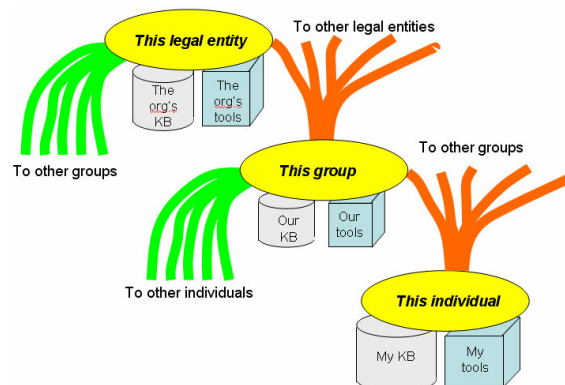 This legal entity
To other legal entities
The
org's
KB
The
org's
tools
To other groups
This group
To other groups
Our
KB
Our
tools
To other individuals
This individual
My KB
My
tools